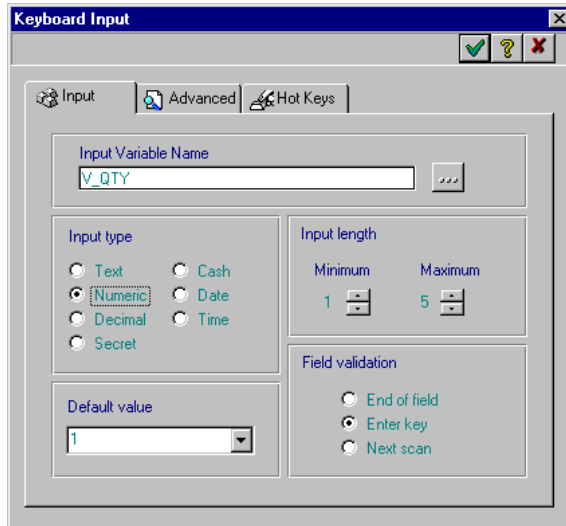 Keyboard Input
Input
Advanced
Hot Keys
Input Variable Name
V_QTY
...
Input type
Text
Cash
Numeric
Date
Decimal
Time
Secret
Input length
Minimum
Maximum
1
5
Default value
1
Field validation
End of field
Enter key
Next scan